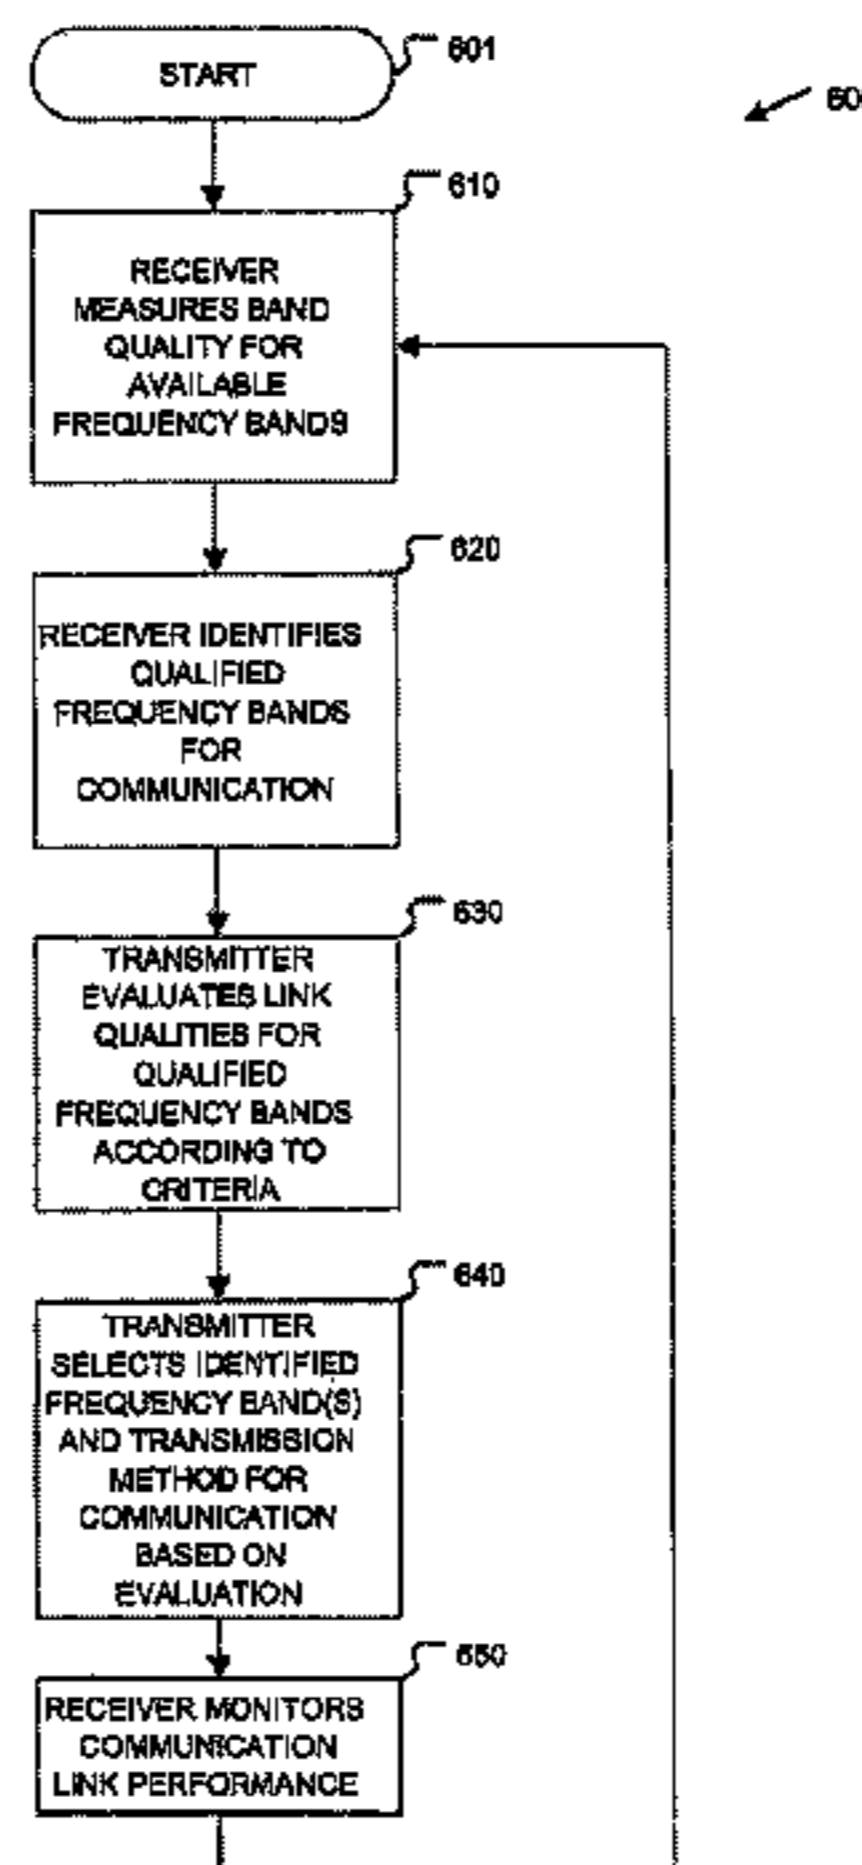 START
601
610
RECEIVER
MEASURES BAND
QUALITY FOR
AVAILABLE
FREQUENCY BANDS
620
RECEIVER IDENTIFIES
QUALIFIED
FREQUENCY BANDS
FOR
COMMUNICATION
630
TRANSMITTER
EVALUATES LINK
QUALITIES FOR
QUALIFIED
FREQUENCY BANDS
ACCORDING TO
CRITERIA
640
TRANSMITTER
SELECTS IDENTIFIED
FREQUENCY BAND(S)
AND TRANSMISSION
METHOD FOR
COMMUNICATION
BASED ON
EVALUATION
650
RECEIVER MONITORS
COMMUNICATION
LINK PERFORMANCE